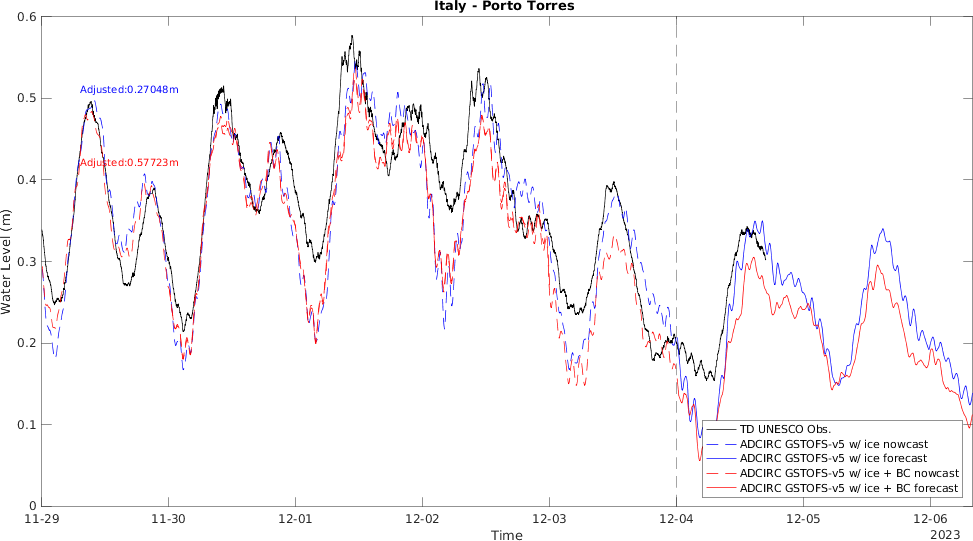 Italy - Porto Torres
0.6
0.5
0.4
0.3
0.2
0.1
0
Water Level (m)
Adjusted:0.27048m
Adjusted:0.57723m
TD UNESCO Obs.
ADCIRC GSTOFS-v5 w/ ice nowcast
ADCIRC GSTOFS-v5 w/ ice forecast
ADCIRC GSTOFS-v5 w/ ice + BC nowcast
ADCIRC GSTOFS-v5 w/ ice + BC forecast
11-29 11-30 12-01 12-02 12-03 12-04 12-05 12-06
Time
2023